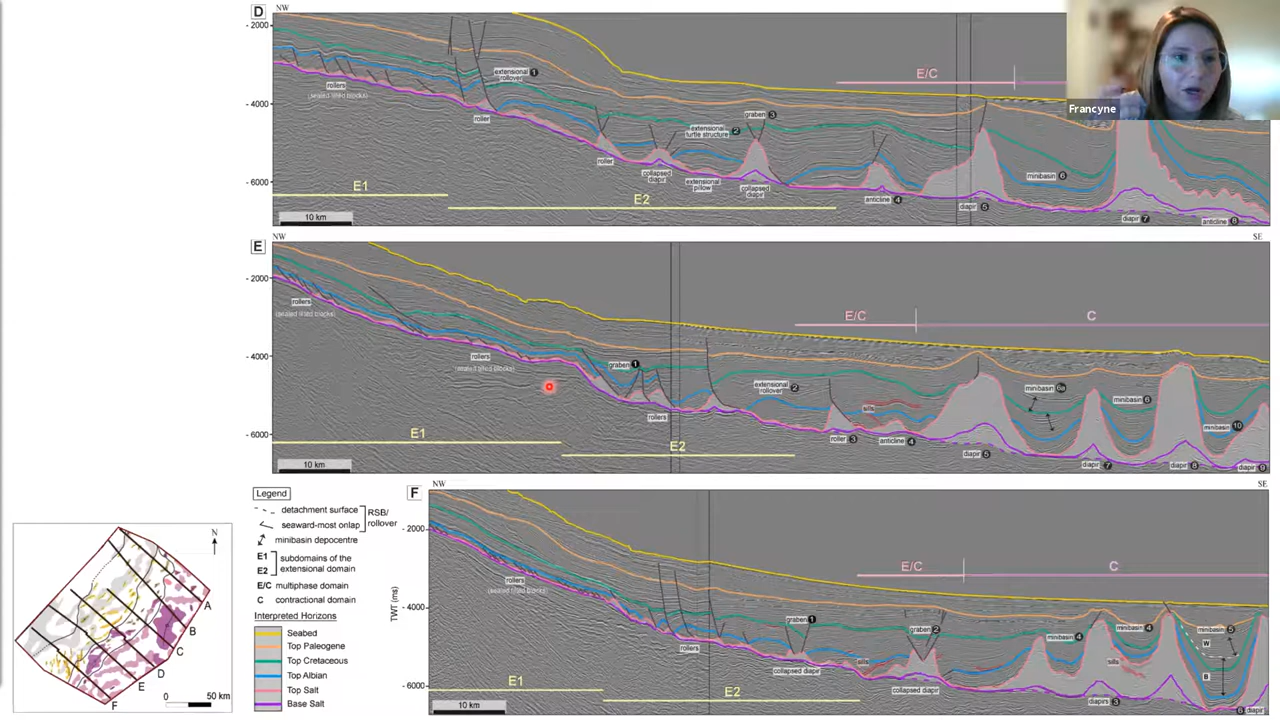 D
NW
- 2000
- 4000
- 6000
rollers
(sealed tilted blocks)
extensional
rollover 1
roller
roller
collapsed
diapir
extensional
turtle structure 2
extensional
pillow
graben 3
collapsed
diapir
anticline 4
diapir 5
minibasin 6
diapir 7
anticline 8
E/C
E1
E2
10 km
Francyne
E
NW
SE
- 2000
- 4000
- 6000
rollers
(sealed tilted blocks)
rollers
(sealed tilted blocks)
graben 1
rollers
extensional
rollover 2
roller 3
sills
anticline 4
diapir 5
minibasin 6a
minibasin 6
diapir 7
diapir 8
minibasin 10
diapir 9
E/C
C
E1
E2
10 km
F
NW
SE
- 2000
- 4000
- 6000
TWT (ms)
rollers
(sealed tilted blocks)
rollers
graben 1
collapsed diapir
sills
graben 2
collapsed diapir
minibasin 4
minibasin 4
sills
diapirs 3
minibasin 5
W
B
6 diapir
E/C
C
E1
E2
10 km
Legend
detachment surface
seaward-most onlap
RSB/
rollover
minibasin depocentre
E1
E2
subdomains of the
extensional domain
E/C multiphase domain
C contractional domain
Interpreted Horizons
Seabed
Top Paleogene
Top Cretaceous
Top Albian
Top Salt
Base Salt
N
A
B
C
D
E
F
0 50 km